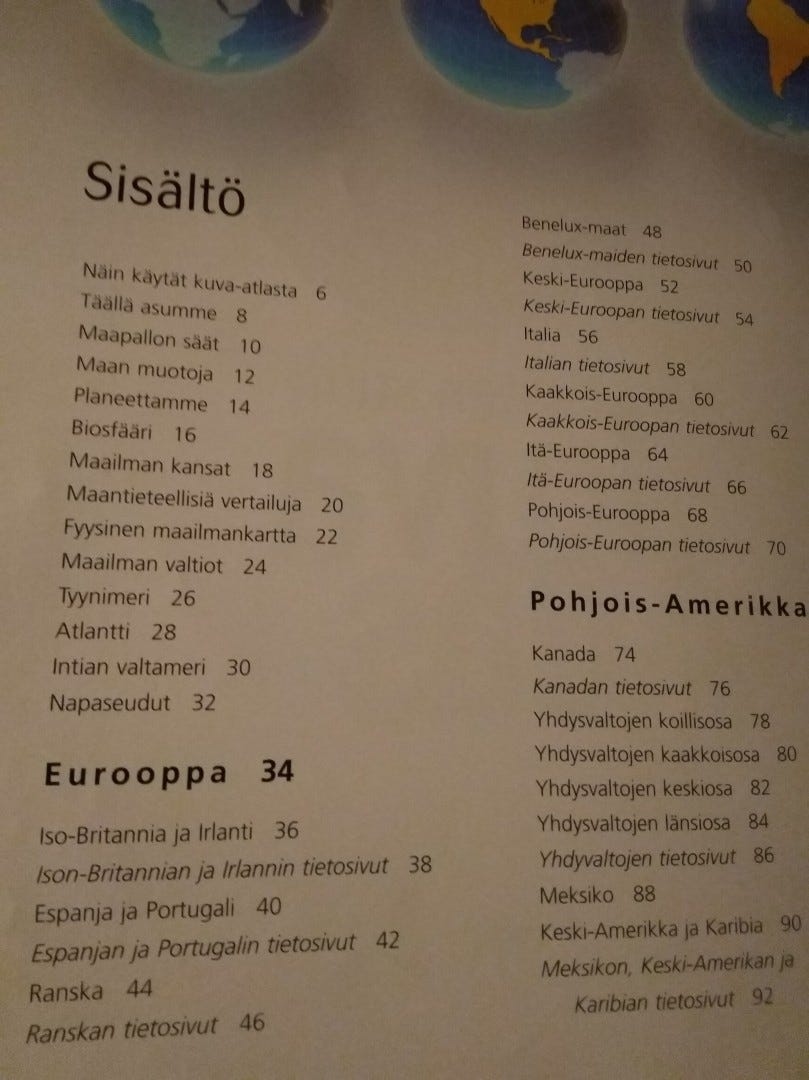 Sisältö
Näin käytät kuva-atlasta 6
Täällä asumme 8
Maapallon säät 10
Maan muotoja 12
Planeettamme 14
Biosfääri 16
Maailman kansat 18
Maantieteellisiä vertailuja 20
Fyysinen maailmankartta 22
Maailman valtiot 24
Tyynimeri 26
Atlantti 28
Intian valtameri 30
Napaseudut 32
Eurooppa 34
Iso-Britannia ja Irlanti 36
Ison-Britannian ja Irlannin tietosivut 38
Espanja ja Portugali 40
Espanjan ja Portugalin tietosivut 42
Ranska 44
Ranskan tietosivut 46
Benelux-maat 48
Benelux-maiden tietosivut 50
Keski-Eurooppa 52
Keski-Euroopan tietosivut 54
Italia 56
Italian tietosivut 58
Kaakkois-Eurooppa 60
Kaakkois-Euroopan tietosivut 62
Itä-Eurooppa 64
Itä-Euroopan tietosivut 66
Pohjois-Eurooppa 68
Pohjois-Euroopan tietosivut 70
Pohjois-Amerikka
Kanada 74
Kanadan tietosivut 76
Yhdysvaltojen koillisosa 78
Yhdysvaltojen kaakkoisosa 80
Yhdysvaltojen keskiosa 82
Yhdysvaltojen länsiosa 84
Yhdyvaltojen tietosivut 86
Meksiko 88
Keski-Amerikka ja Karibia 90
Meksikon, Keski-Amerikan ja
Karibian tietosivut 92